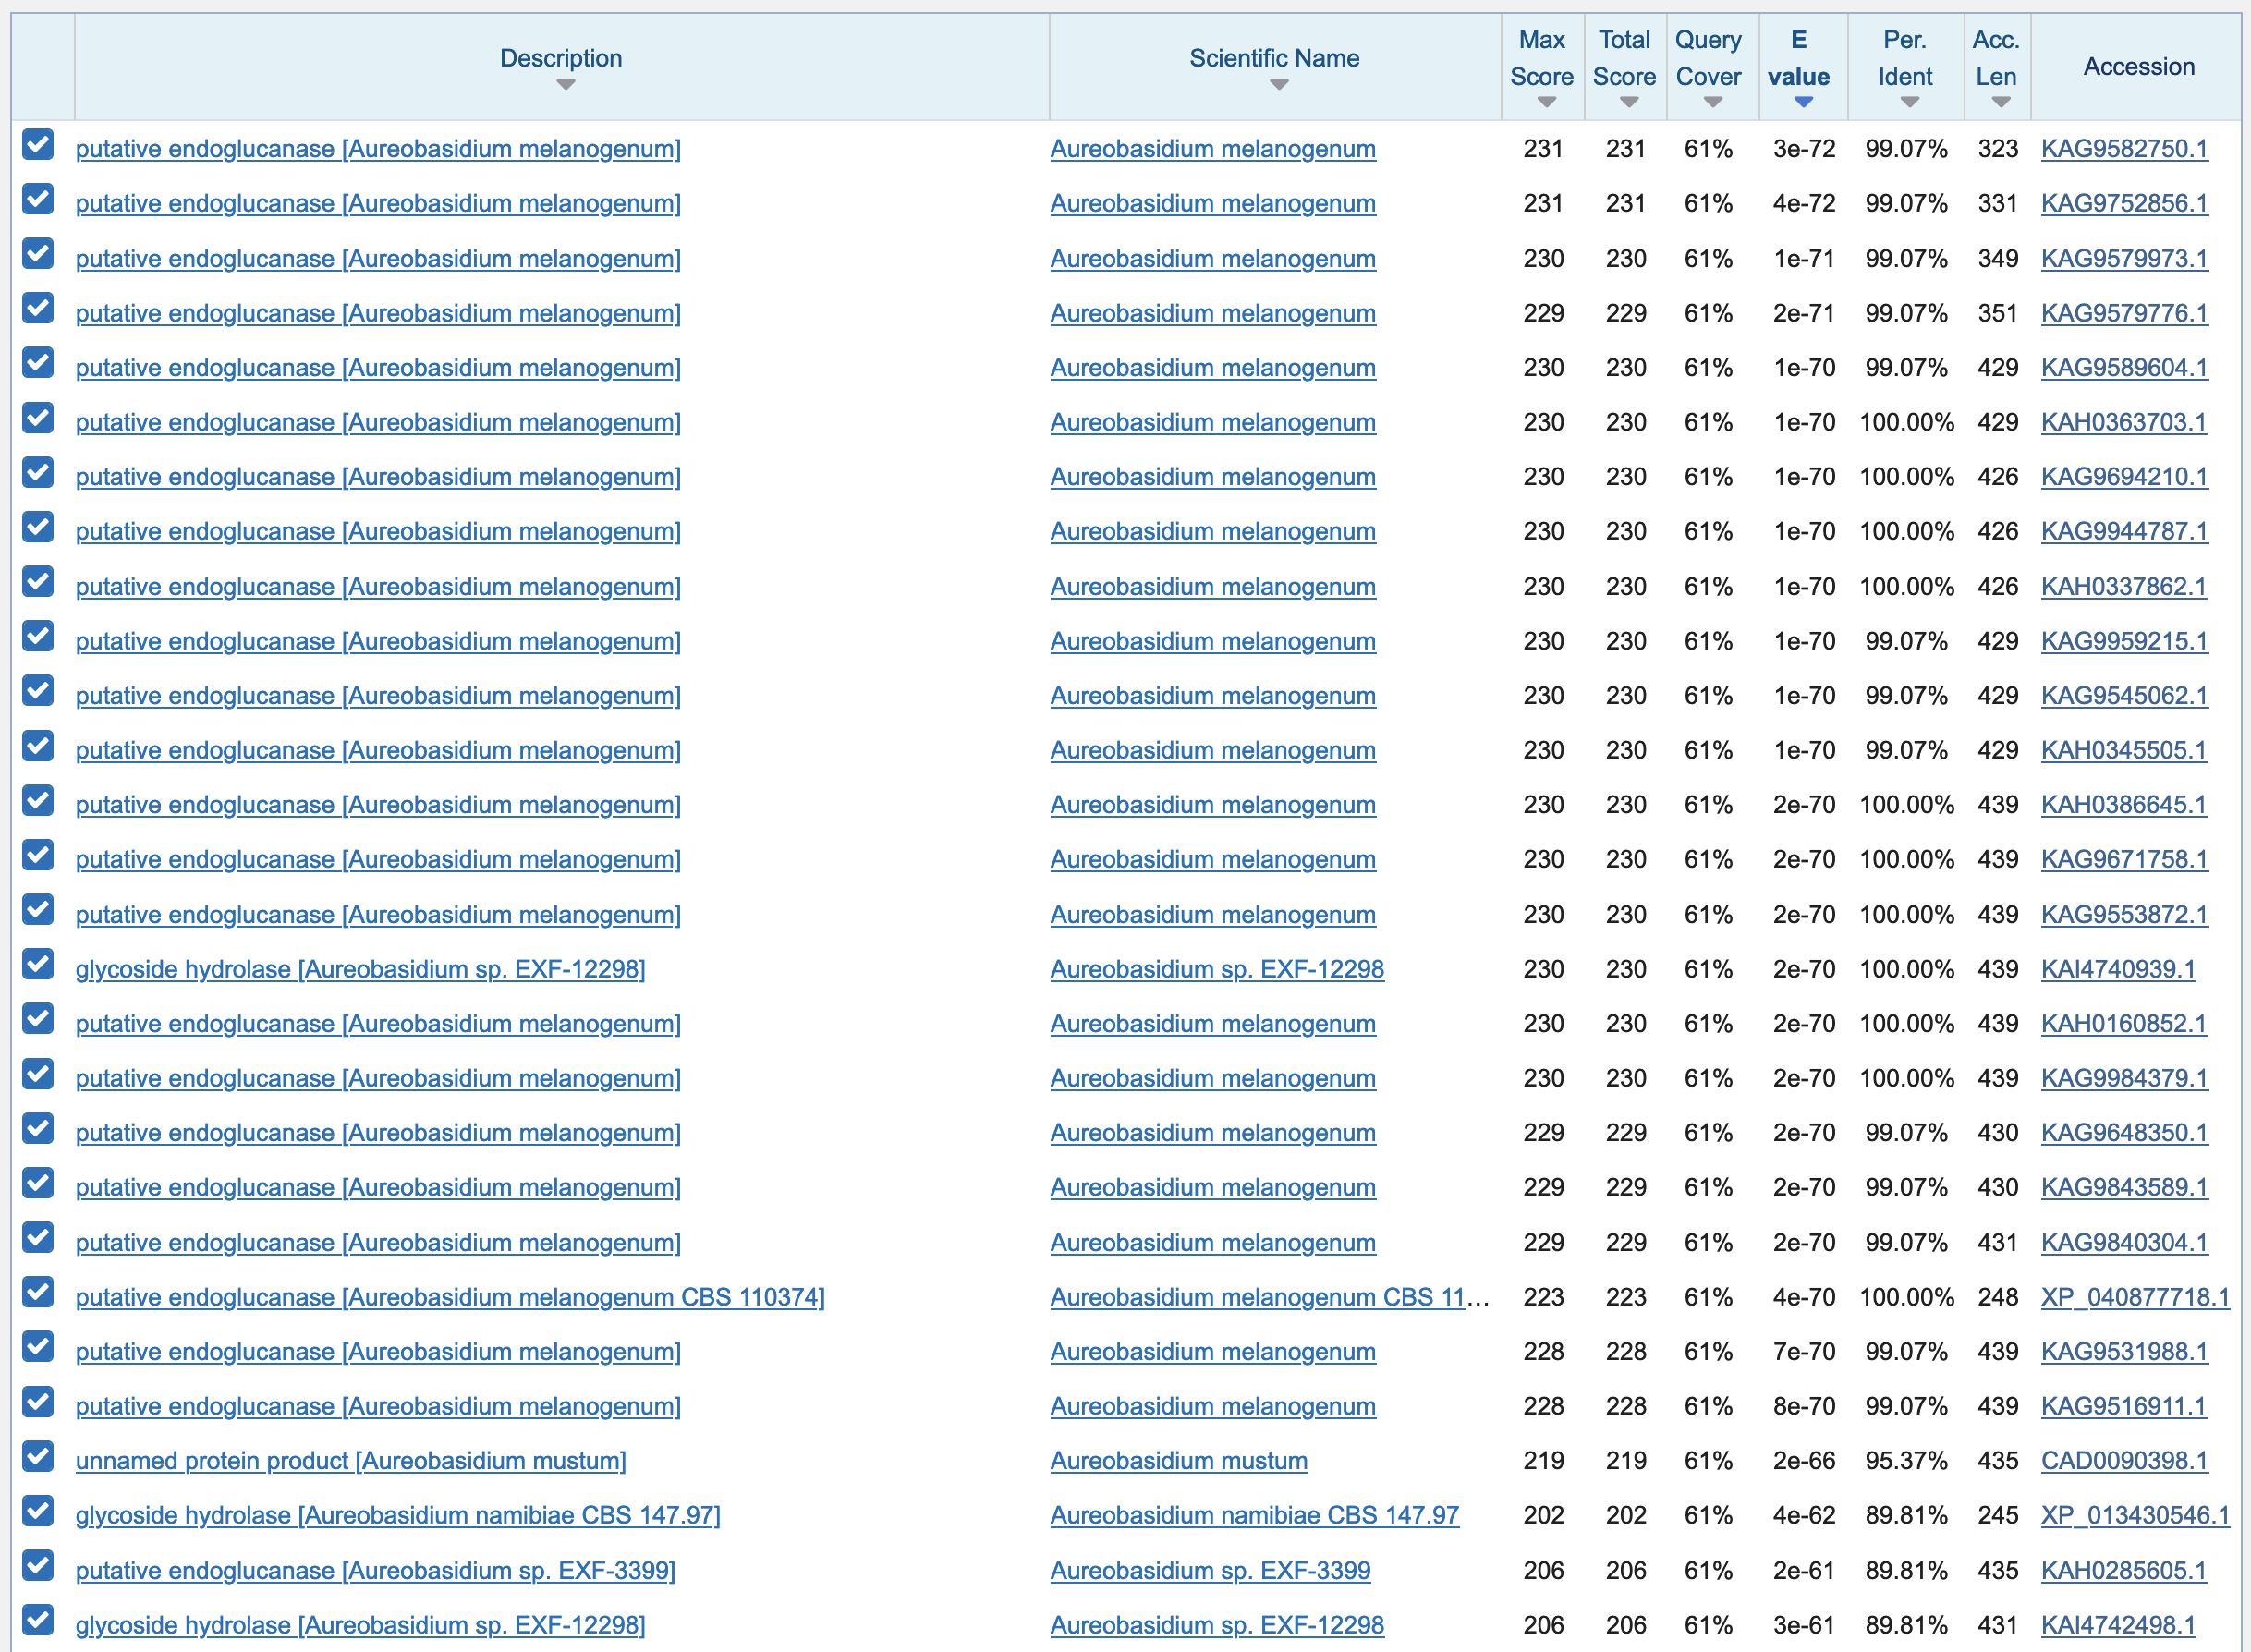 Description Scientific Name Max Score Total Score Query Cover E value Per. Ident Acc. Len Accession
putative endoglucanase [Aureobasidium melanogenum] Aureobasidium melanogenum 231 231 61% 3e-72 99.07% 323 KAG9582750.1
putative endoglucanase [Aureobasidium melanogenum] Aureobasidium melanogenum 231 231 61% 4e-72 99.07% 331 KAG9752856.1
putative endoglucanase [Aureobasidium melanogenum] Aureobasidium melanogenum 230 230 61% 1e-71 99.07% 349 KAG9579973.1
putative endoglucanase [Aureobasidium melanogenum] Aureobasidium melanogenum 229 229 61% 2e-71 99.07% 351 KAG9579776.1
putative endoglucanase [Aureobasidium melanogenum] Aureobasidium melanogenum 230 230 61% 1e-70 99.07% 429 KAG9589604.1
putative endoglucanase [Aureobasidium melanogenum] Aureobasidium melanogenum 230 230 61% 1e-70 100.00% 429 KAH0363703.1
putative endoglucanase [Aureobasidium melanogenum] Aureobasidium melanogenum 230 230 61% 1e-70 100.00% 426 KAG9694210.1
putative endoglucanase [Aureobasidium melanogenum] Aureobasidium melanogenum 230 230 61% 1e-70 100.00% 426 KAG9944787.1
putative endoglucanase [Aureobasidium melanogenum] Aureobasidium melanogenum 230 230 61% 1e-70 100.00% 426 KAH0337862.1
putative endoglucanase [Aureobasidium melanogenum] Aureobasidium melanogenum 230 230 61% 1e-70 99.07% 429 KAG9959215.1
putative endoglucanase [Aureobasidium melanogenum] Aureobasidium melanogenum 230 230 61% 1e-70 99.07% 429 KAG9545062.1
putative endoglucanase [Aureobasidium melanogenum] Aureobasidium melanogenum 230 230 61% 1e-70 99.07% 429 KAH0345505.1
putative endoglucanase [Aureobasidium melanogenum] Aureobasidium melanogenum 230 230 61% 2e-70 100.00% 439 KAH0386645.1
putative endoglucanase [Aureobasidium melanogenum] Aureobasidium melanogenum 230 230 61% 2e-70 100.00% 439 KAG9671758.1
putative endoglucanase [Aureobasidium melanogenum] Aureobasidium melanogenum 230 230 61% 2e-70 100.00% 439 KAG9553872.1
glycoside hydrolase [Aureobasidium sp. EXF-12298] Aureobasidium sp. EXF-12298 230 230 61% 2e-70 100.00% 439 KAI4740939.1
putative endoglucanase [Aureobasidium melanogenum] Aureobasidium melanogenum 230 230 61% 2e-70 100.00% 439 KAH0160852.1
putative endoglucanase [Aureobasidium melanogenum] Aureobasidium melanogenum 230 230 61% 2e-70 100.00% 439 KAG9984379.1
putative endoglucanase [Aureobasidium melanogenum] Aureobasidium melanogenum 229 229 61% 2e-70 99.07% 430 KAG9648350.1
putative endoglucanase [Aureobasidium melanogenum] Aureobasidium melanogenum 229 229 61% 2e-70 99.07% 430 KAG9843589.1
putative endoglucanase [Aureobasidium melanogenum] Aureobasidium melanogenum 229 229 61% 2e-70 99.07% 431 KAG9840304.1
putative endoglucanase [Aureobasidium melanogenum CBS 110374] Aureobasidium melanogenum CBS 11... 223 223 61% 4e-70 100.00% 248 XP_040877718.1
putative endoglucanase [Aureobasidium melanogenum] Aureobasidium melanogenum 228 228 61% 7e-70 99.07% 439 KAG9531988.1
putative endoglucanase [Aureobasidium melanogenum] Aureobasidium melanogenum 228 228 61% 8e-70 99.07% 439 KAG9516911.1
unnamed protein product [Aureobasidium mustum] Aureobasidium mustum 219 219 61% 2e-66 95.37% 435 CAD0090398.1
glycoside hydrolase [Aureobasidium namibiae CBS 147.97] Aureobasidium namibiae CBS 147.97 202 202 61% 4e-62 89.81% 245 XP_013430546.1
putative endoglucanase [Aureobasidium sp. EXF-3399] Aureobasidium sp. EXF-3399 206 206 61% 2e-61 89.81% 435 KAH0285605.1
glycoside hydrolase [Aureobasidium sp. EXF-12298] Aureobasidium sp. EXF-12298 206 206 61% 3e-61 89.81% 431 KAI4742498.1